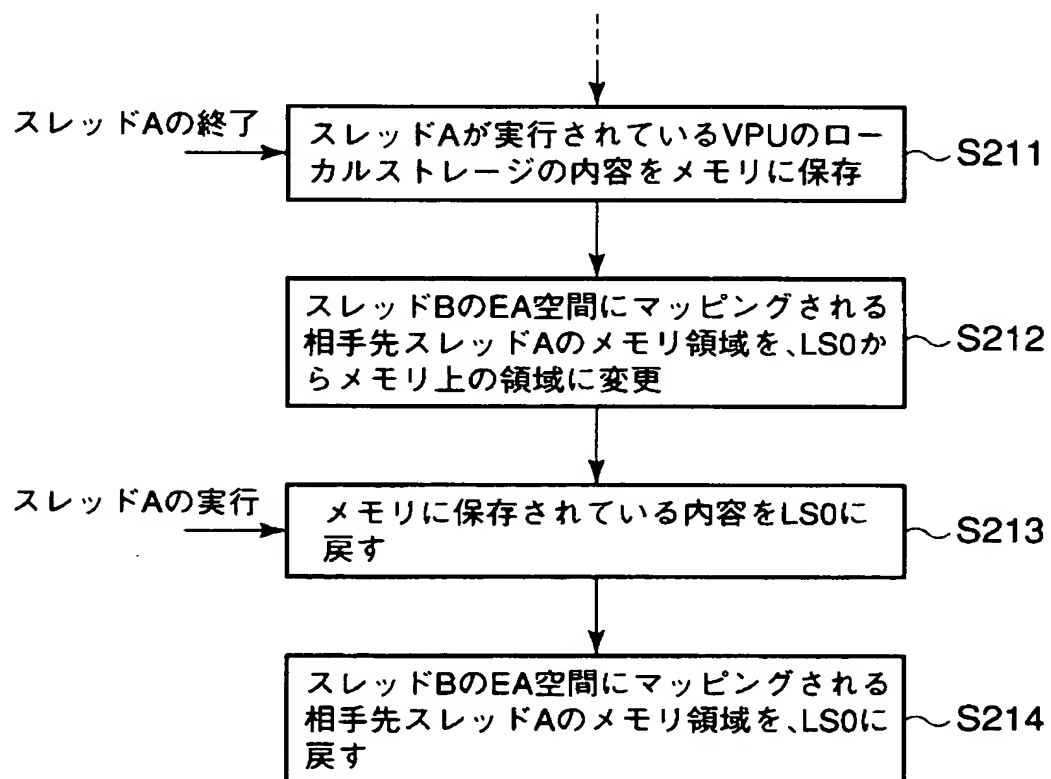 スレッドAの終了
スレッドAが実行されているVPUのロー
カルストレージの内容をメモリに保存
S211
スレッドBのEA空間にマッピングされる
相手先スレッドAのメモリ領域を、LS0か
らメモリ上の領域に変更
S212
スレッドAの実行
メモリに保存されている内容をLS0に
戻す
S213
スレッドBのEA空間にマッピングされる
相手先スレッドAのメモリ領域を、LS0に
戻す
S214